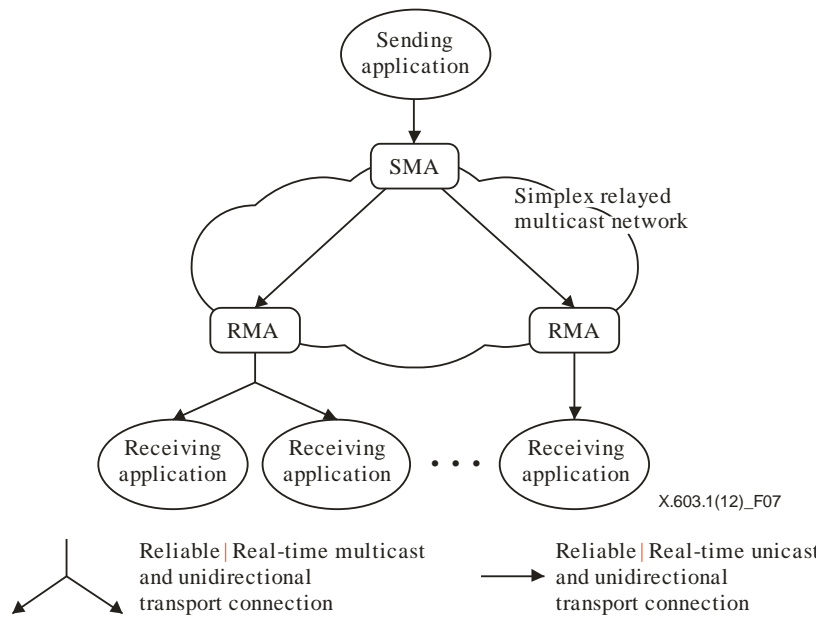 Sending
application
SMA
Simplex relayed
multicast network
RMA
RMA
Receiving
application
Receiving
application
• • •
Receiving
application
X.603.1(12)_F07
Reliable | Real-time multicast
and unidirectional
transport connection
Reliable | Real-time unicast
and unidirectional
transport connection